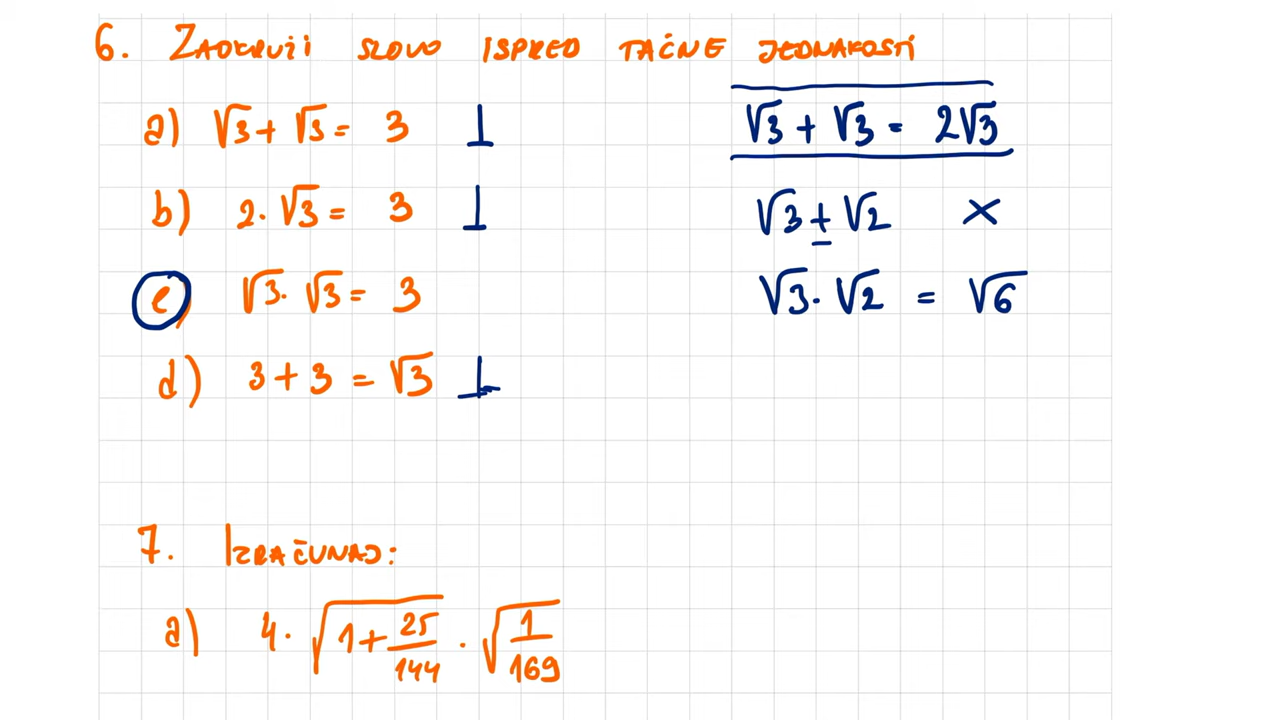 6. ZAOKRUŽI SLOVO ISPRED TAČNE JEDNAKOSTI
a) √3 + √3 = 3 ⊥
√3 + √3 = 2√3
b) 2 · √3 = 3 ⊥
√3 ± √2 ×
c) √3 · √3 = 3
√3 · √2 = √6
d) 3 + 3 = √3 ⊥
7. IZRAČUNAJ:
a) 4 · √(1 + 25/144) · √(1/169)